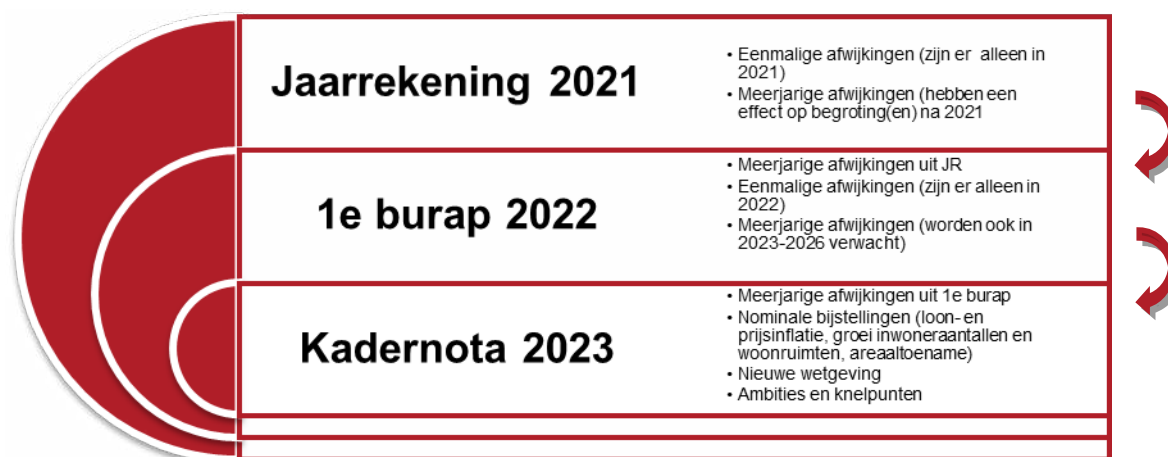 Jaarrekening 2021
• Eenmalige afwijkingen (zijn er alleen in
2021)
• Meerjarige afwijkingen (hebben een
effect op begroting(en) na 2021
1e burap 2022
• Meerjarige afwijkingen uit JR
• Eenmalige afwijkingen (zijn er alleen in
2022)
• Meerjarige afwijkingen (worden ook in
2023-2026 verwacht)
Kadernota 2023
• Meerjarige afwijkingen uit 1e burap
• Nominale bijstellingen (loon- en
prijsinflatie, groei inwoneraantallen en
woonruimten, areaaltoename)
• Nieuwe wetgeving
• Ambities en knelpunten